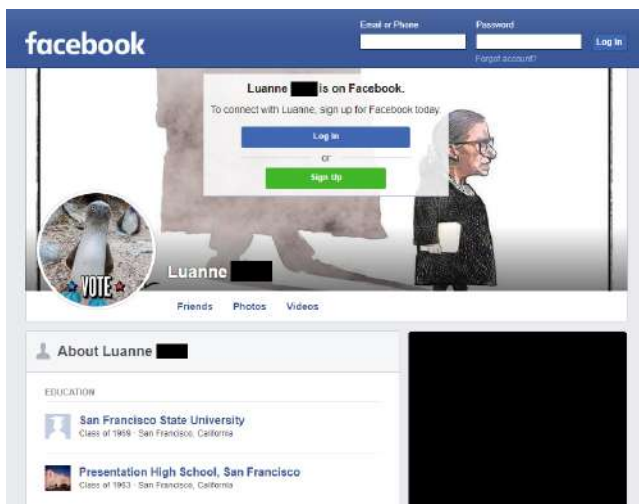 Email or Phone
Password
facebook
Log In
Forgot account?
Luanne is on Facebook.
To connect with Luanne, sign up for Facebook today.
Log In
or
Sign Up
VOTE
Luanne
Friends Photos Videos
About Luanne
EDUCATION
San Francisco State University
Class of 1969 · San Francisco, California
Presentation High School, San Francisco
Class of 1963 · San Francisco, California